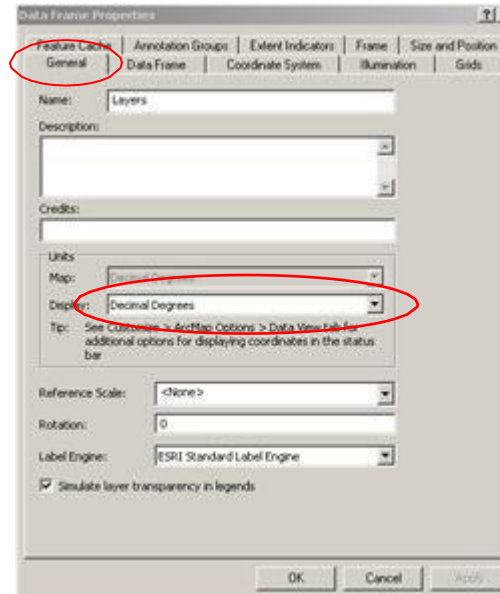 Data Frame Properties
Feature Cache Annotation Groups Extent Indicators Frame Size and Position
General Data Frame Coordinate System Illumination Grids
Name: Layers
Description:
Credits:
Units
Map: Decimal Degrees
Display: Decimal Degrees
Tip: See Customize > ArcMap Options > Data View tab for
additional options for displaying coordinates in the status
bar
Reference Scale: <None>
Rotation: 0
Label Engine: ESRI Standard Label Engine
Simulate layer transparency in legends
OK Cancel Apply